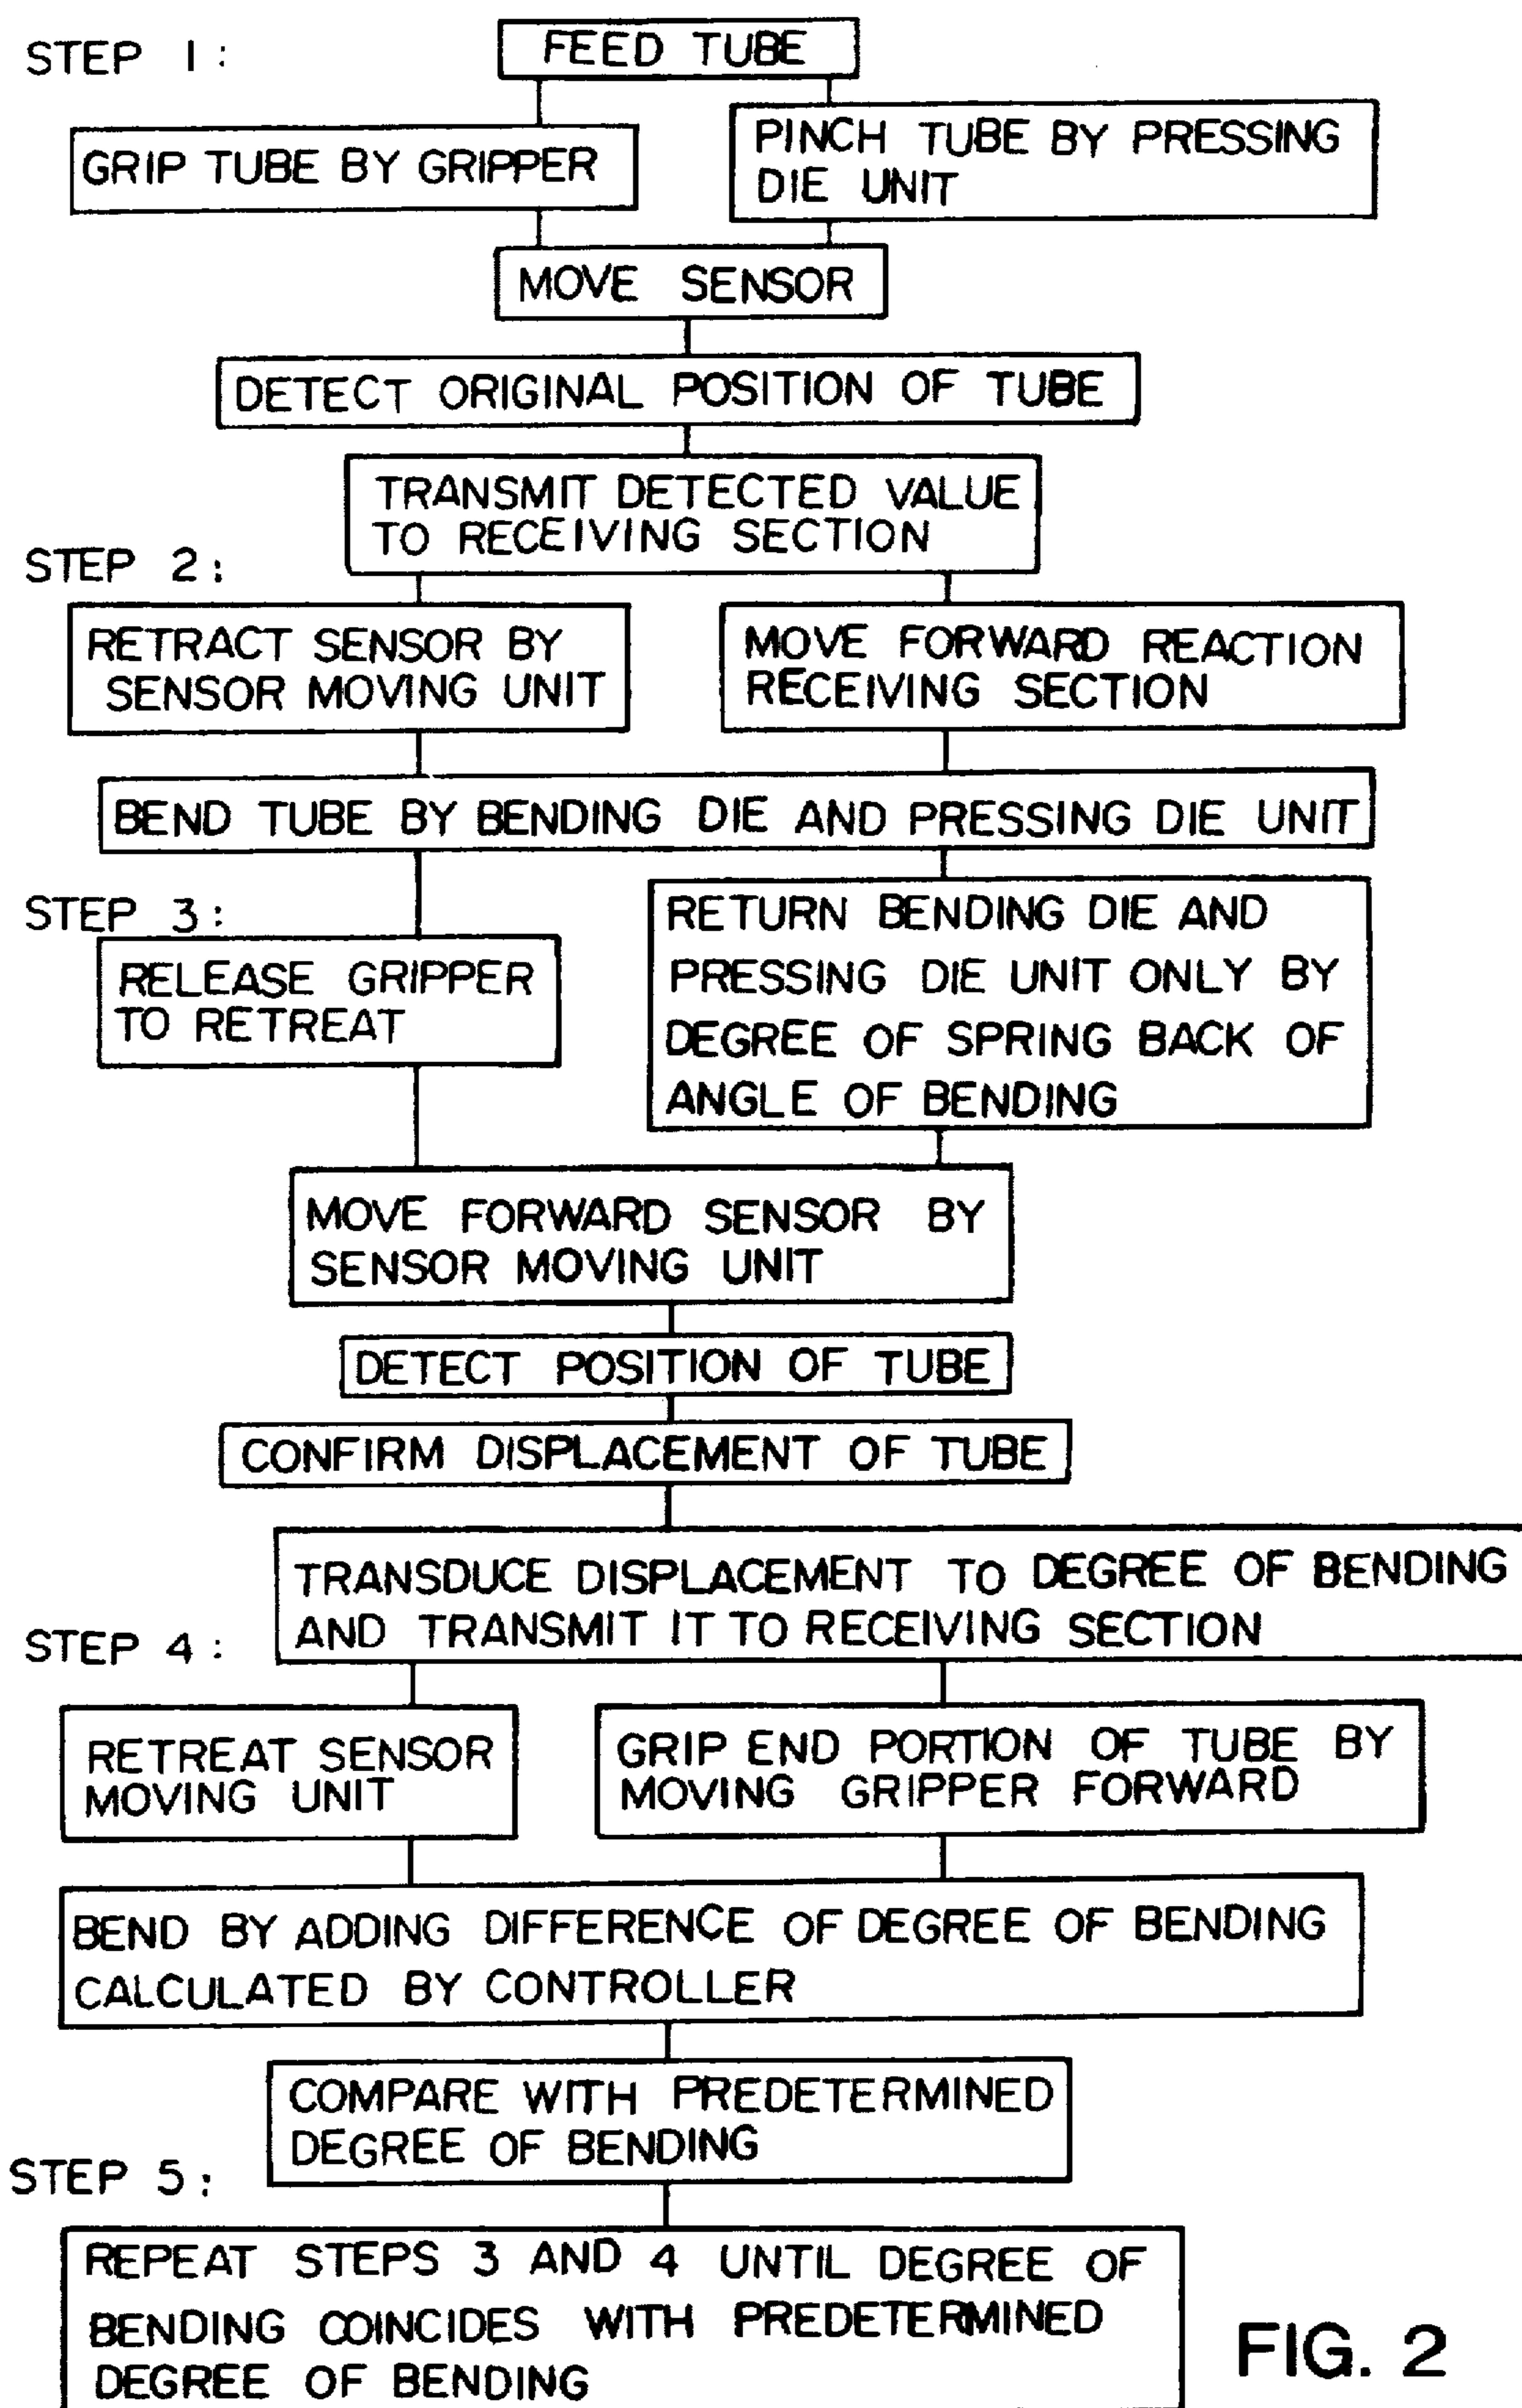 STEP 1:
FEED TUBE
GRIP TUBE BY GRIPPER
PINCH TUBE BY PRESSING
DIE UNIT
MOVE SENSOR
DETECT ORIGINAL POSITION OF TUBE
TRANSMIT DETECTED VALUE
TO RECEIVING SECTION
STEP 2:
RETRACT SENSOR BY
SENSOR MOVING UNIT
MOVE FORWARD REACTION
RECEIVING SECTION
BEND TUBE BY BENDING DIE AND PRESSING DIE UNIT
STEP 3:
RELEASE GRIPPER
TO RETREAT
RETURN BENDING DIE AND
PRESSING DIE UNIT ONLY BY
DEGREE OF SPRING BACK OF
ANGLE OF BENDING
MOVE FORWARD SENSOR BY
SENSOR MOVING UNIT
DETECT POSITION OF TUBE
CONFIRM DISPLACEMENT OF TUBE
TRANSDUCE DISPLACEMENT TO DEGREE OF BENDING
AND TRANSMIT IT TO RECEIVING SECTION
STEP 4:
RETREAT SENSOR
MOVING UNIT
GRIP END PORTION OF TUBE BY
MOVING GRIPPER FORWARD
BEND BY ADDING DIFFERENCE OF DEGREE OF BENDING
CALCULATED BY CONTROLLER
COMPARE WITH PREDETERMINED
DEGREE OF BENDING
STEP 5:
REPEAT STEPS 3 AND 4 UNTIL DEGREE OF
BENDING COINCIDES WITH PREDETERMINED
DEGREE OF BENDING
FIG. 2